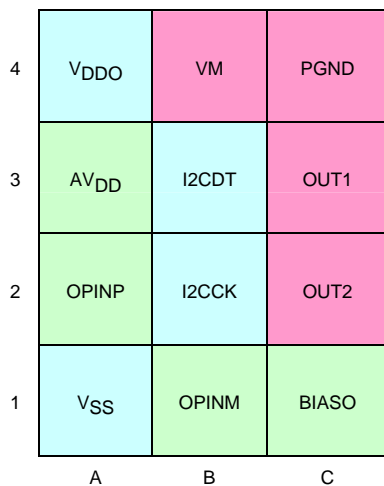 4 VDDO VM PGND
3 AVDD I2CDT OUT1
2 OPINP I2CCK OUT2
1 VSS OPINM BIASO
A B C